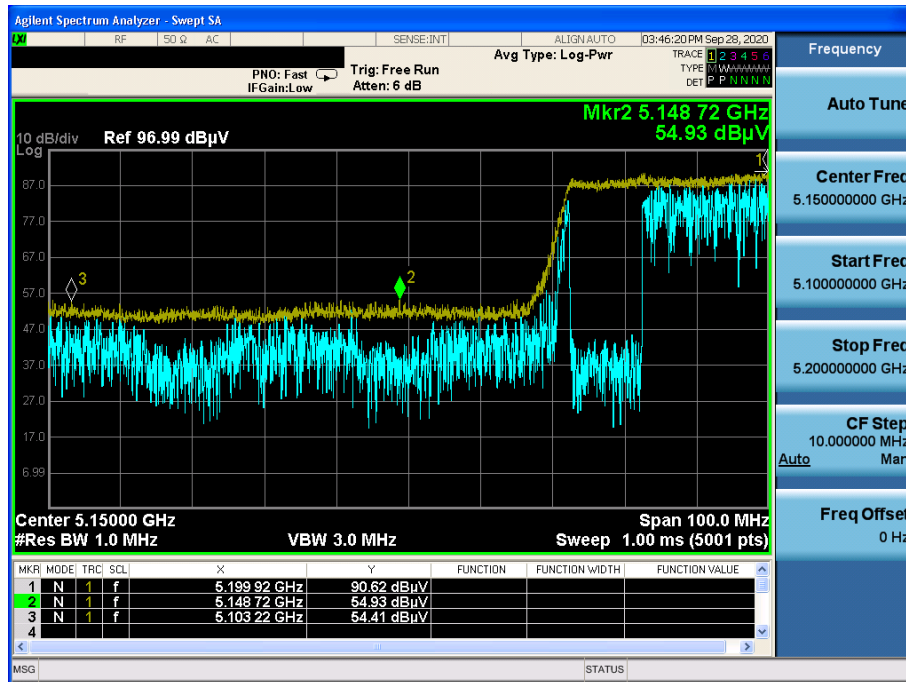 Agilent Spectrum Analyzer - Swept SA
LXI RF 50 Ω AC SENSE:INT ALIGN AUTO 03:46:20 PM Sep 28, 2020
Avg Type: Log-Pwr TRACE 1 2 3 4 5 6
PNO: Fast Trig: Free Run TYPE M W W W W W
IFGain:Low Atten: 6 dB DET P P N N N N
Frequency
Auto Tune
Center Freq
5.150000000 GHz
Start Freq
5.100000000 GHz
Stop Freq
5.200000000 GHz
CF Step
10.000000 MHz
Auto Man
Freq Offset
0 Hz
Mkr2 5.148 72 GHz
54.93 dBµV
10 dB/div Ref 96.99 dBµV
Log
1
87.0
77.0
67.0
3 2
57.0
47.0
37.0
27.0
17.0
6.99
Center 5.15000 GHz Span 100.0 MHz
#Res BW 1.0 MHz VBW 3.0 MHz Sweep 1.00 ms (5001 pts)
MKR MODE TRC SCL X Y FUNCTION FUNCTION WIDTH FUNCTION VALUE
1 N 1 f 5.199 92 GHz 90.62 dBµV
2 N 1 f 5.148 72 GHz 54.93 dBµV
3 N 1 f 5.103 22 GHz 54.41 dBµV
4
MSG STATUS